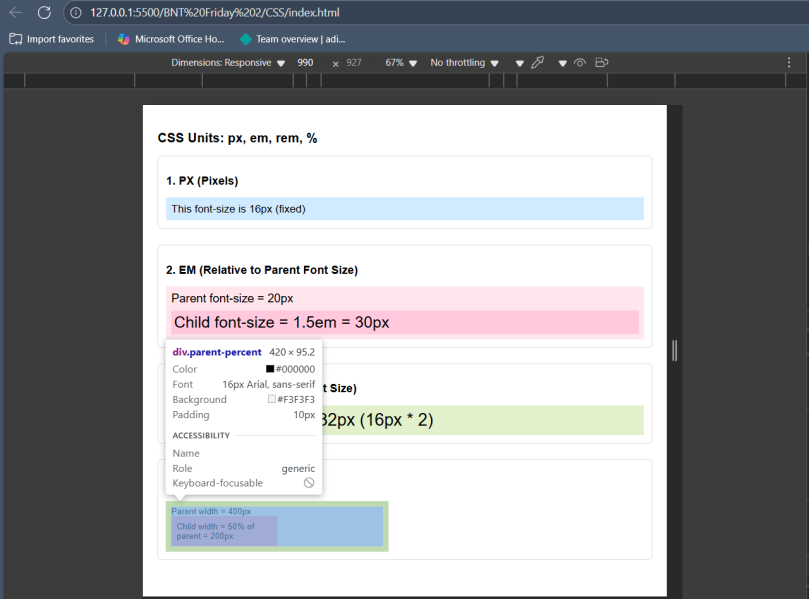 127.0.0.1:5500/BNT%20Friday%202/CSS/index.html
Import favorites
Microsoft Office Ho...
Team overview | adi...
Dimensions: Responsive 990 × 927 67% No throttling
CSS Units: px, em, rem, %
1. PX (Pixels)
This font-size is 16px (fixed)
2. EM (Relative to Parent Font Size)
Parent font-size = 20px
Child font-size = 1.5em = 30px
div.parent-percent 420 × 95.2
Color #000000
Font 16px Arial, sans-serif
Background #F3F3F3
Padding 10px
ACCESSIBILITY
Name
Role generic
Keyboard-focusable
t Size)
32px (16px * 2)
Parent width = 400px
Child width = 50% of
parent = 200px